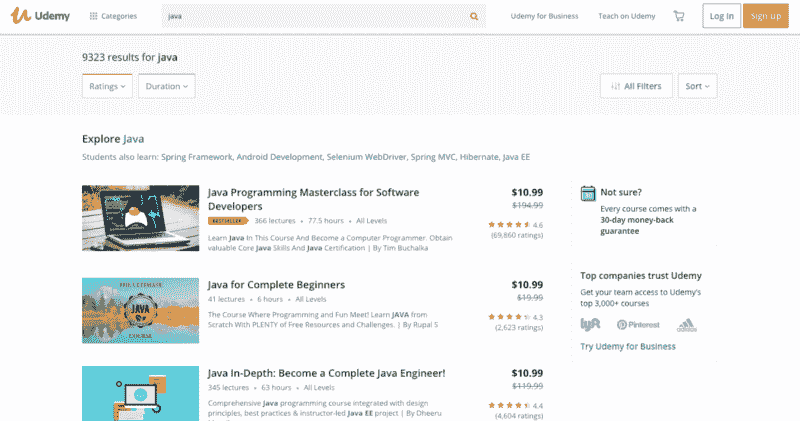 Udemy
Categories
java
Udemy for Business
Teach on Udemy
Log In
Sign up
9323 results for java
Ratings
Duration
All Filters
Sort
Explore Java
Students also learn: Spring Framework, Android Development, Selenium WebDriver, Spring MVC, Hibernate, Java EE
Java Programming Masterclass for Software
Developers
BESTSELLER 366 lectures • 77.5 hours • All Levels
Learn Java In This Course And Become a Computer Programmer. Obtain
valuable Core Java Skills And Java Certification | By Tim Buchalka
$10.99
$194.99
4.6
(69,860 ratings)
Not sure?
Every course comes with a
30-day money-back
guarantee
JAVA
Java for Complete Beginners
41 lectures • 6 hours • All Levels
The Course Where Programming and Fun Meet! Learn JAVA from
Scratch With PLENTY of Free Resources and Challenges. | By Rupal S
$10.99
$19.99
4.3
(2,623 ratings)
Top companies trust Udemy
Get your team access to Udemy's
top 3,000+ courses
lyft
Pinterest
adidas
Try Udemy for Business
Java In-Depth: Become a Complete Java Engineer!
345 lectures • 63 hours • All Levels
Comprehensive Java programming course integrated with design
principles, best practices & instructor-led Java EE project | By Dheeru
$10.99
$119.99
4.4
(4,604 ratings)